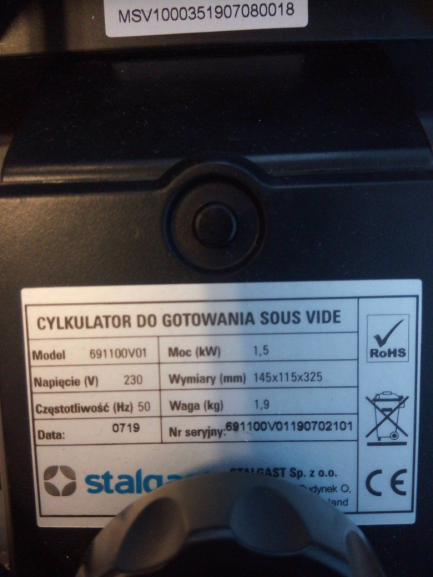 MSV1000351907080018
CYLKULATOR DO GOTOWANIA SOUS VIDE
Model 691100V01 Moc (kW) 1,5
RoHS
Napięcie (V) 230 Wymiary (mm) 145x115x325
Częstotliwość (Hz) 50 Waga (kg) 1,9
Data: 0719 Nr seryjny: 691100V01190702101
stalgast STALGAST Sp. z o.o.
CE
Budynek O,